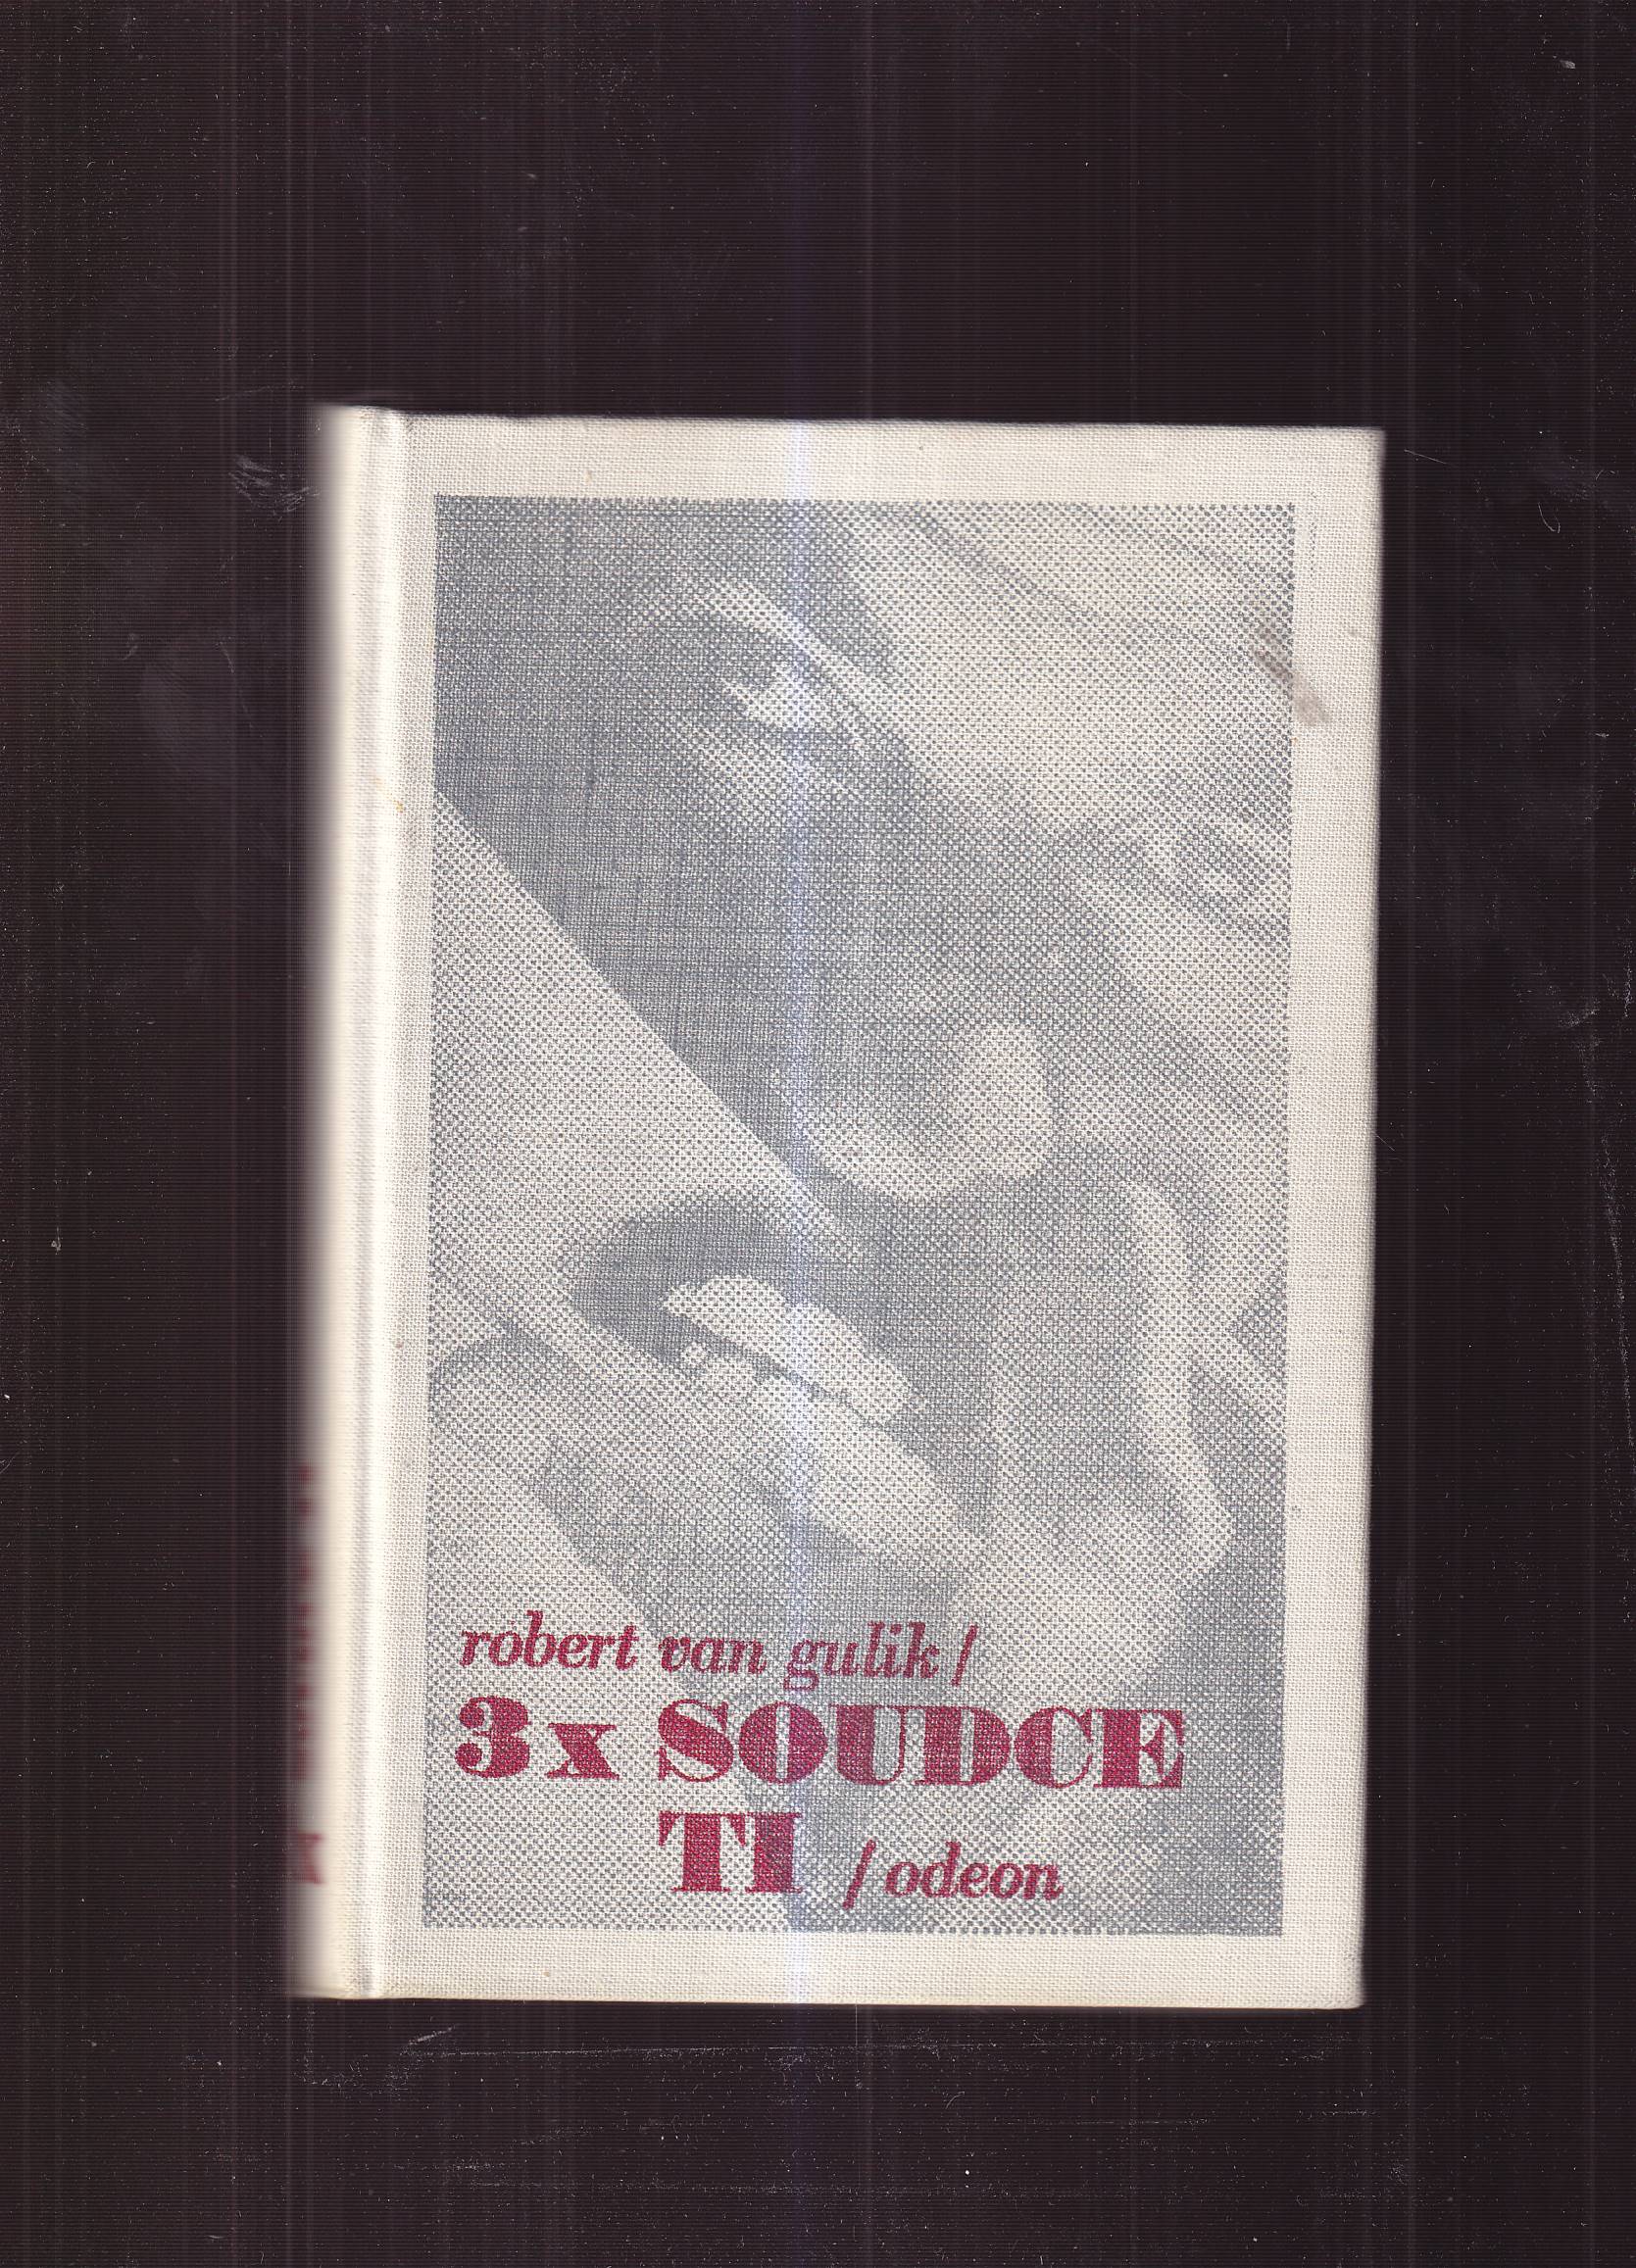 robert van gulik /
3 x SOUDCE
TI / odeon